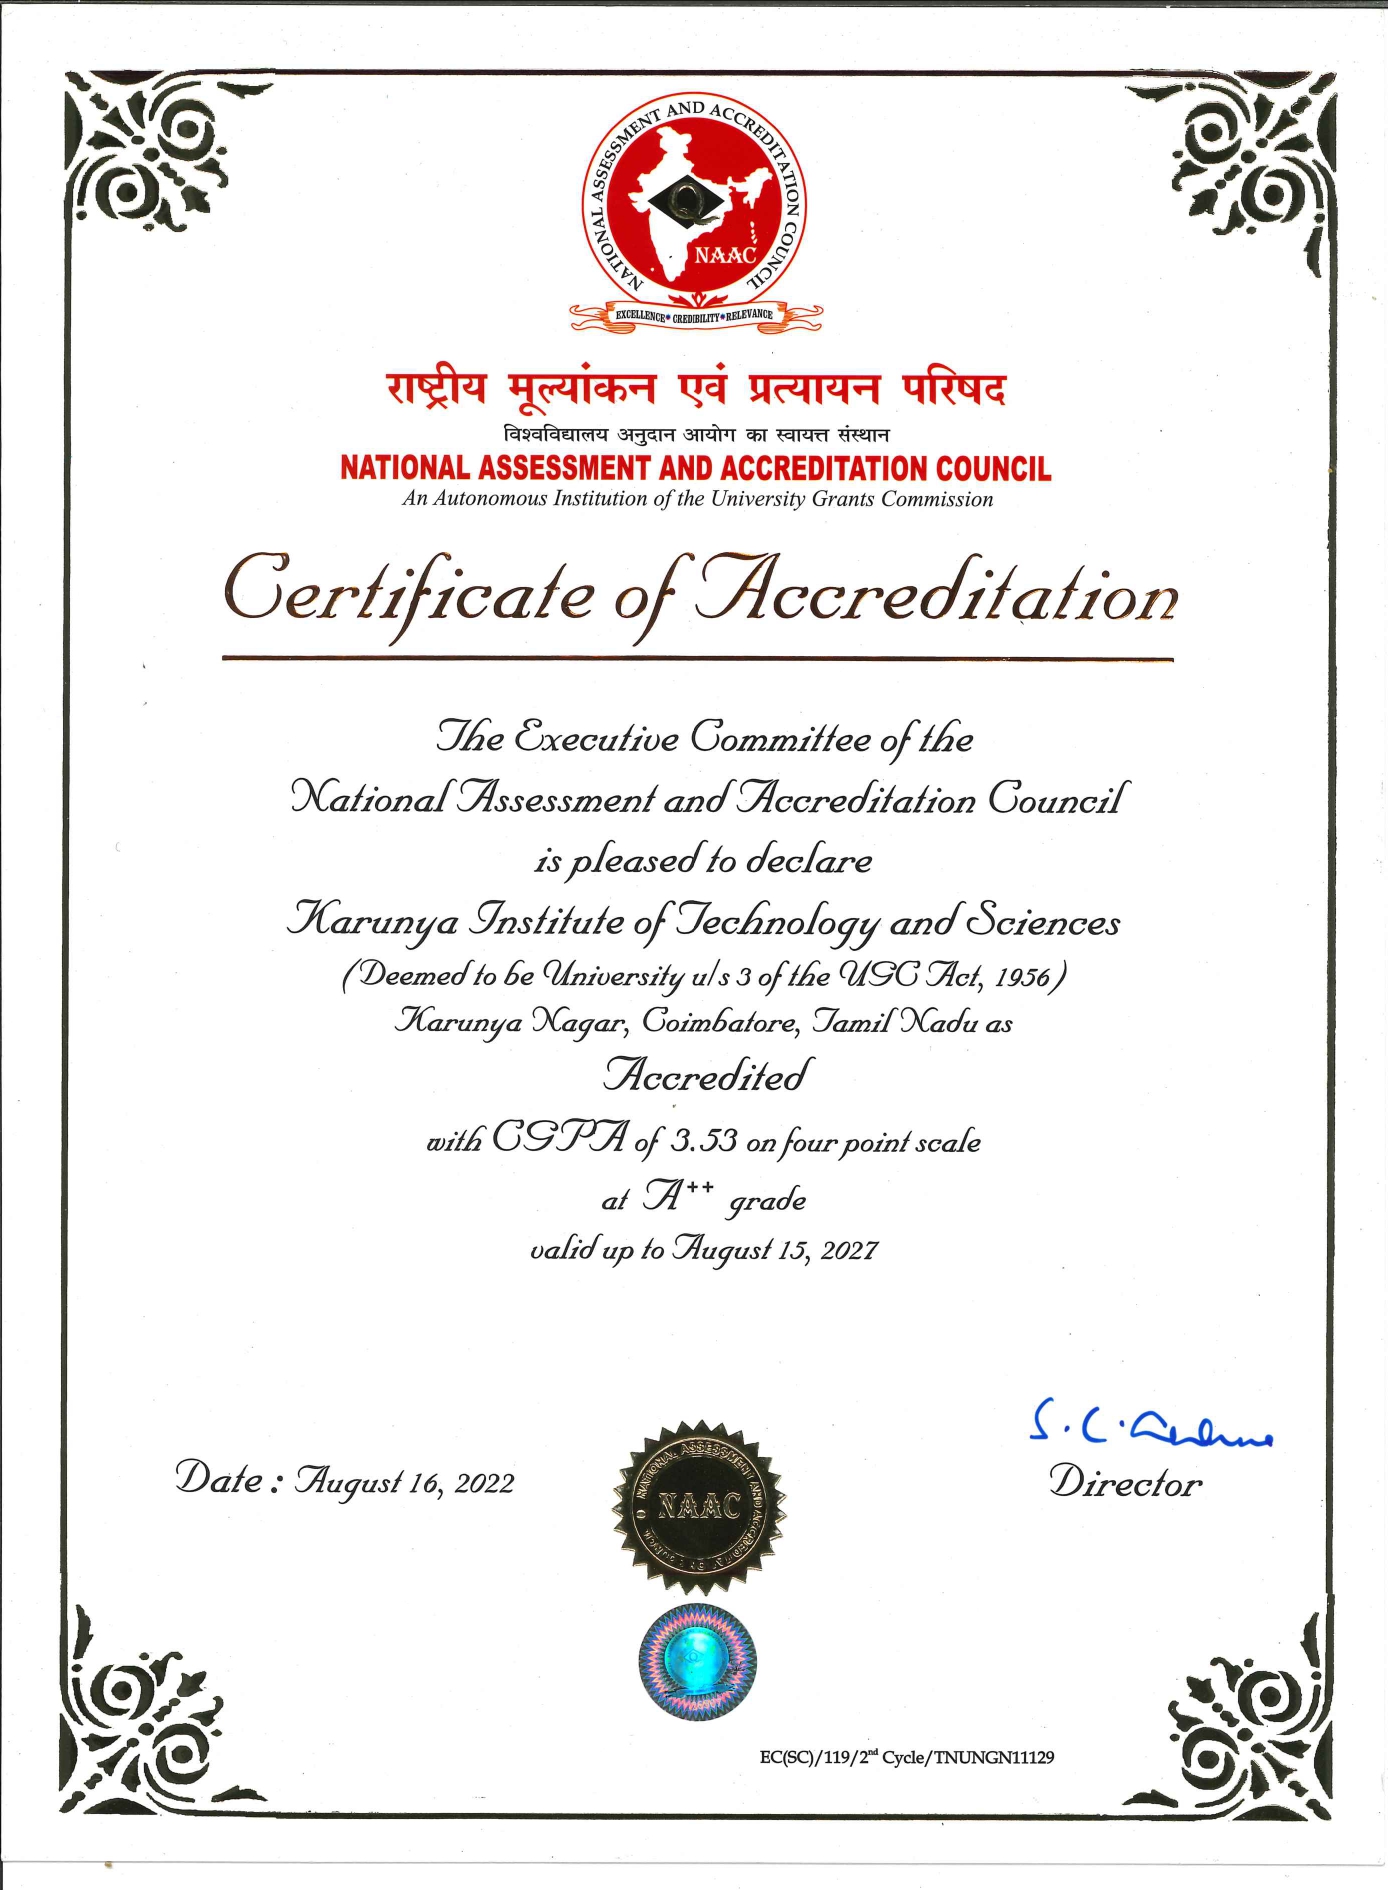 NATIONAL ASSESSMENT AND ACCREDITATION COUNCIL
Q
NAAC
EXCELLENCE * CREDIBILITY * RELEVANCE
राष्ट्रीय मूल्यांकन एवं प्रत्यायन परिषद
विश्वविद्यालय अनुदान आयोग का स्वायत्त संस्थान
NATIONAL ASSESSMENT AND ACCREDITATION COUNCIL
An Autonomous Institution of the University Grants Commission
Certificate of Accreditation
The Executive Committee of the
National Assessment and Accreditation Council
is pleased to declare
Karunya Institute of Technology and Sciences
(Deemed to be University u/s 3 of the UGC Act, 1956)
Karunya Nagar, Coimbatore, Tamil Nadu as
Accredited
with CGPA of 3.53 on four point scale
at A++ grade
valid up to August 15, 2027
S. C.
Date : August 16, 2022
Director
NATIONAL ASSESSMENT AND ACCREDITATION
NAAC
EC(SC)/119/2nd Cycle/TNUNGN11129